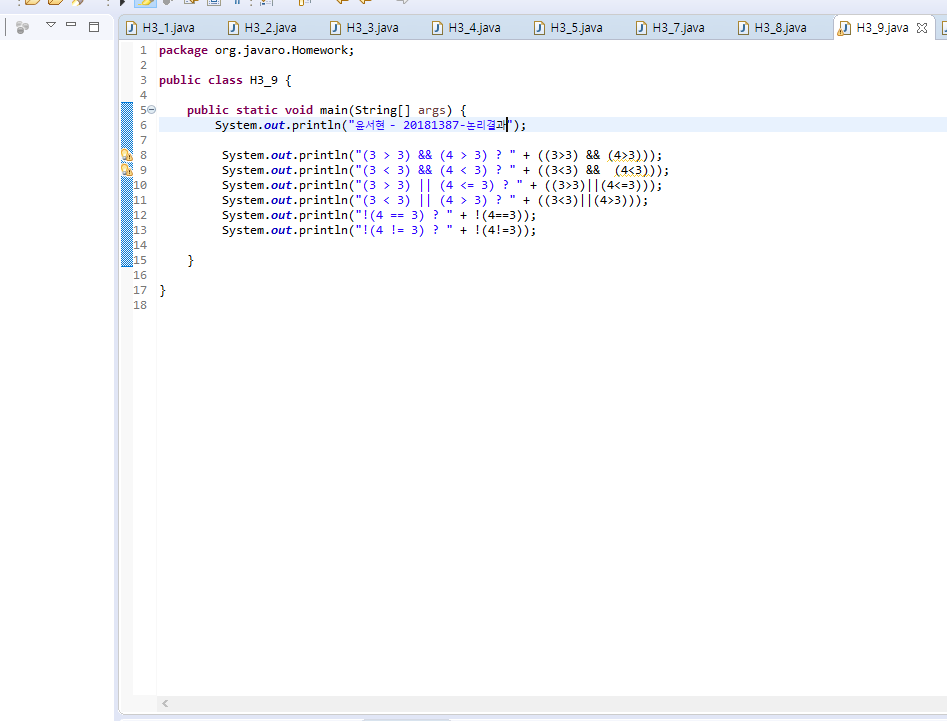 H3_1.java H3_2.java H3_3.java H3_4.java H3_5.java H3_7.java H3_8.java H3_9.java
1 package org.javaro.Homework;
2
3 public class H3_9 {
4
5 public static void main(String[] args) {
6 System.out.println("윤서현 - 20181387-논리결과");
7
8 System.out.println("(3 > 3) && (4 > 3) ? " + ((3>3) && (4>3)));
9 System.out.println("(3 < 3) && (4 < 3) ? " + ((3<3) &&  (4<3)));
10 System.out.println("(3 > 3) || (4 <= 3) ? " + ((3>3)||(4<=3)));
11 System.out.println("(3 < 3) || (4 > 3) ? " + ((3<3)||(4>3)));
12 System.out.println("!(4 == 3) ? " + !(4==3));
13 System.out.println("!(4 != 3) ? " + !(4!=3));
14
15 }
16
17 }
18